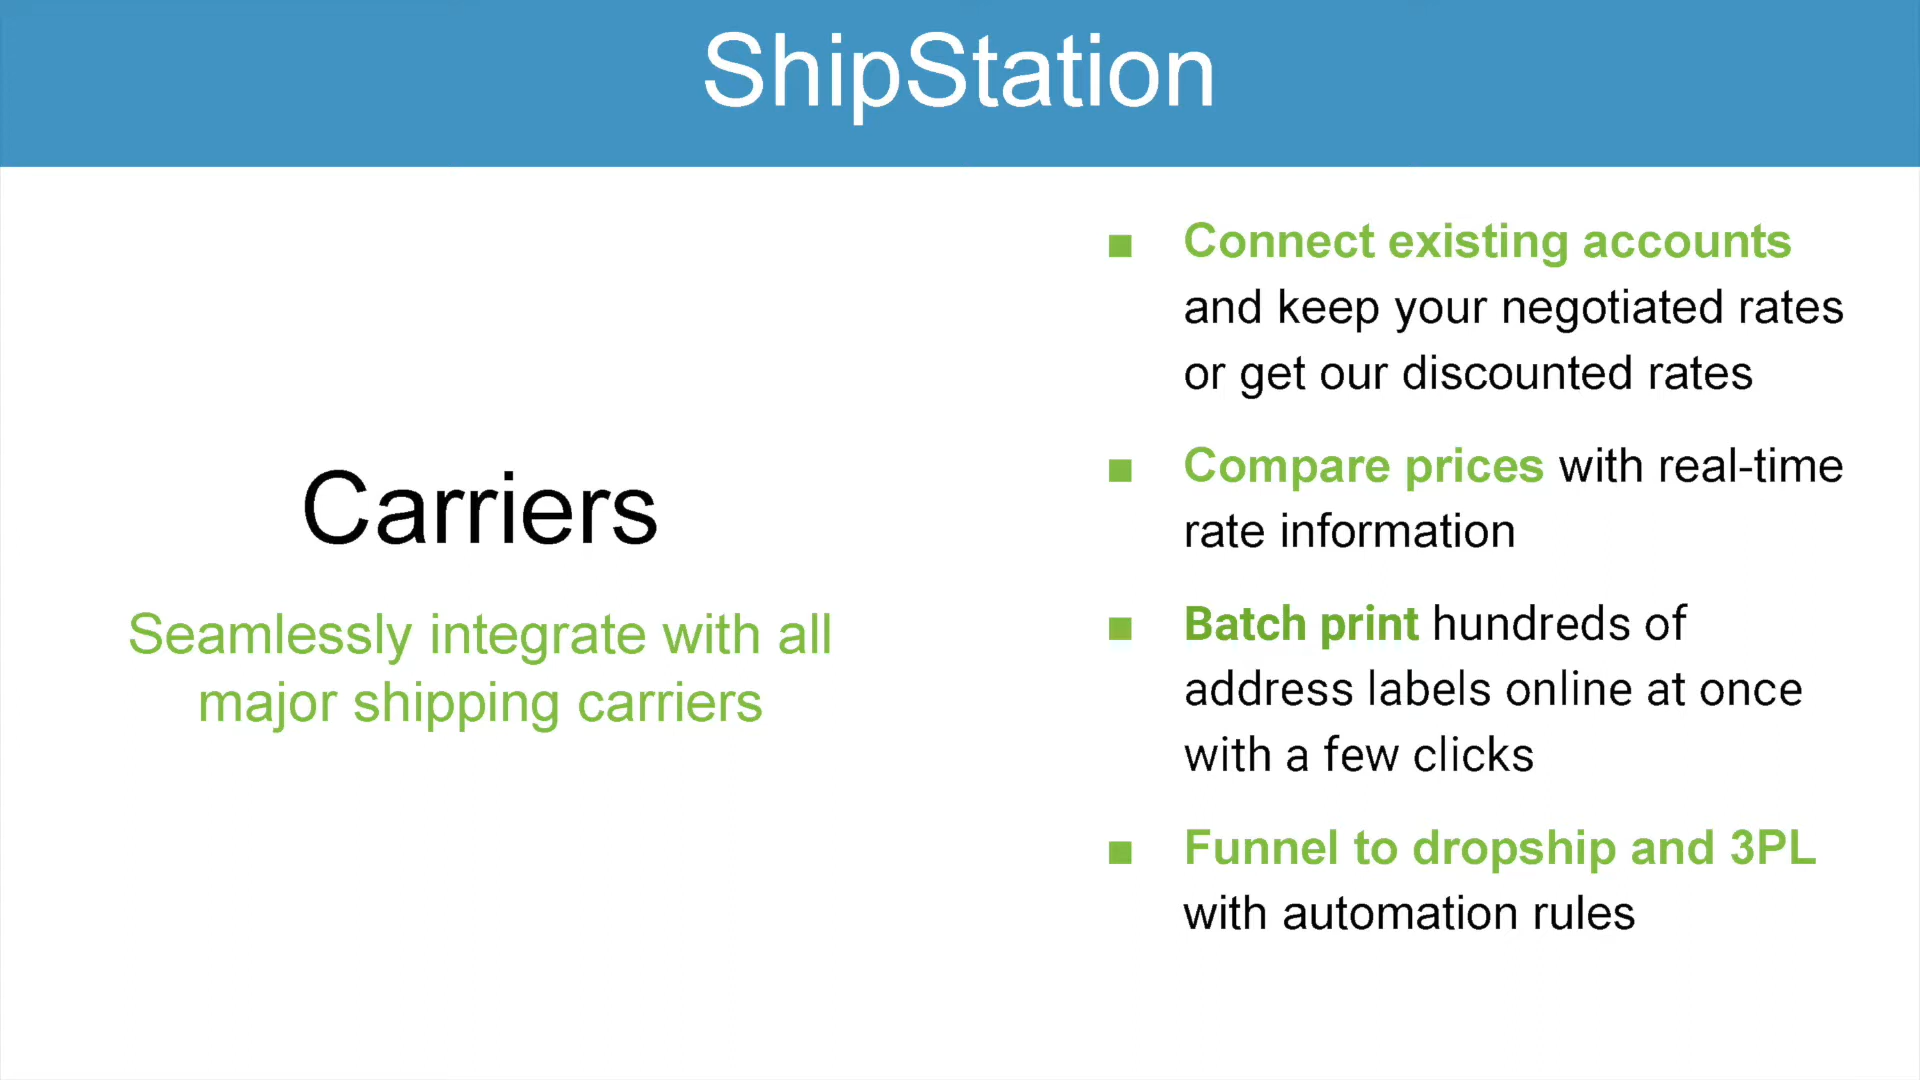 ShipStation
Carriers
Seamlessly integrate with all
major shipping carriers
■ Connect existing accounts
and keep your negotiated rates
or get our discounted rates
■ Compare prices with real-time
rate information
■ Batch print hundreds of
address labels online at once
with a few clicks
■ Funnel to dropship and 3PL
with automation rules